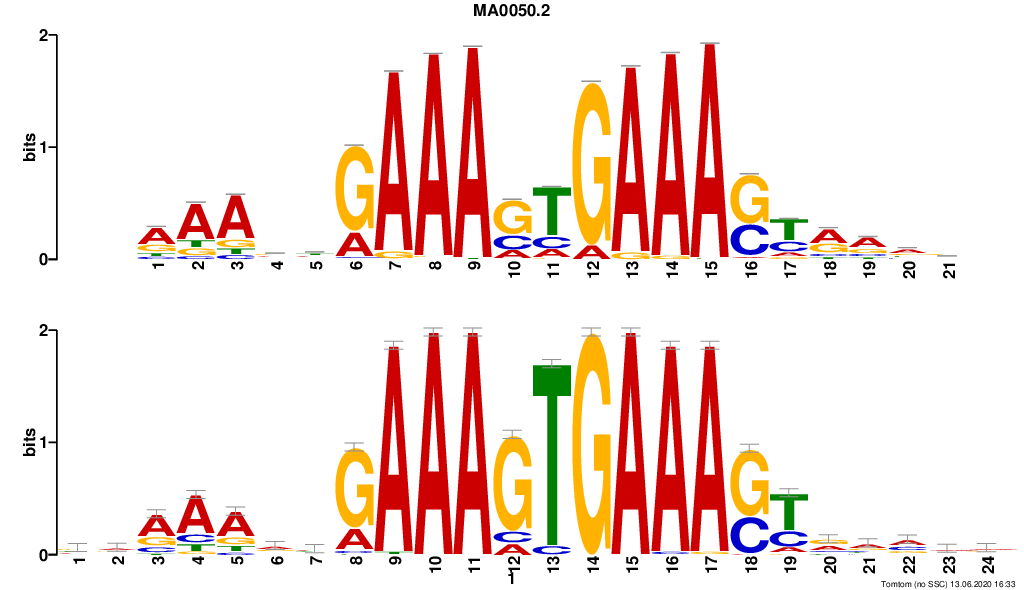 MA0050.2
2
1
0
bits
A A A G A A A G T G A A A G T A A
A T C
1 2 3 4 5 6 7 8 9 10 11 12 13 14 15 16 17 18 19 20 21
2
1
0
bits
A A A G A A A G T G A A A G T
A C C C
1 2 3 4 5 6 7 8 9 10 11 12 13 14 15 16 17 18 19 20 21 22 23 24
1
Tomtom (no SSC) 13.06.2020 16:33